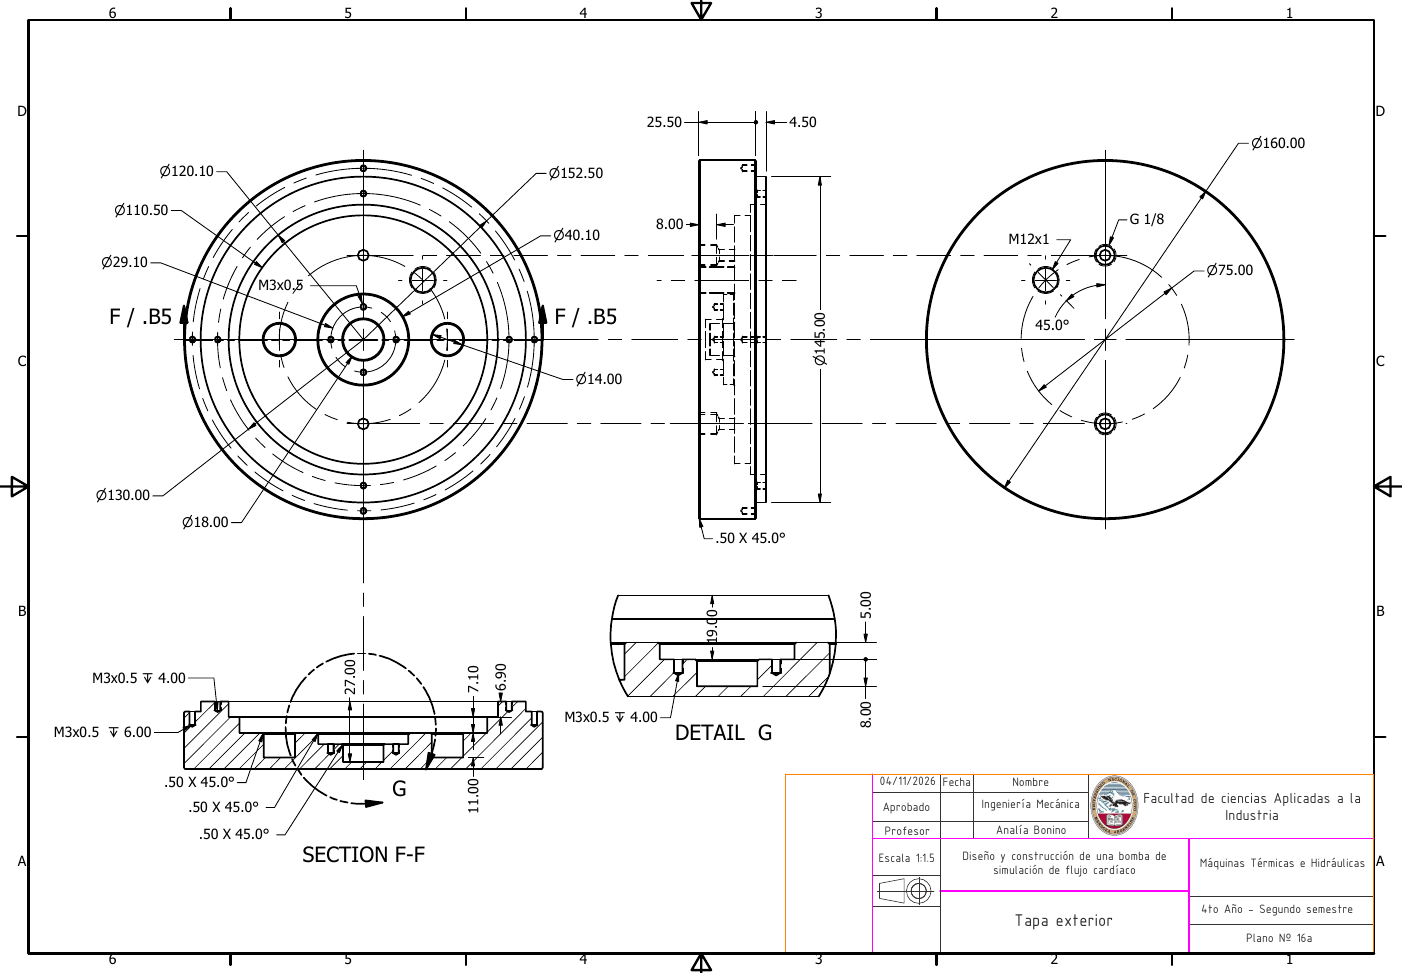 6 5 4 3 2 1
D D
25.50 4.50
Ø160.00
Ø120.10
Ø152.50
Ø110.50
8.00
G 1/8
M12x1
Ø40.10
Ø29.10
Ø75.00
M3x0.5
F / .B5
F / .B5
45.0°
Ø145.00
C C
Ø14.00
Ø130.00
Ø18.00
.50 X 45.0°
B B
19.00
5.00
M3x0.5 ↧ 4.00
27.00
7.10
6.90
M3x0.5 ↧ 4.00
8.00
M3x0.5 ↧ 6.00
DETAIL G
.50 X 45.0°
G
11.00
.50 X 45.0°
.50 X 45.0°
SECTION F-F
A A
04/11/2026 Fecha Nombre
Aprobado Ingeniería Mecánica
Profesor Analía Bonino
Facultad de ciencias Aplicadas a la
Industria
Escala 1:1.5
Diseño y construcción de una bomba de
simulación de flujo cardíaco
Máquinas Térmicas e Hidráulicas
Tapa exterior
4to Año - Segundo semestre
Plano Nº 16a
6 5 4 3 2 1